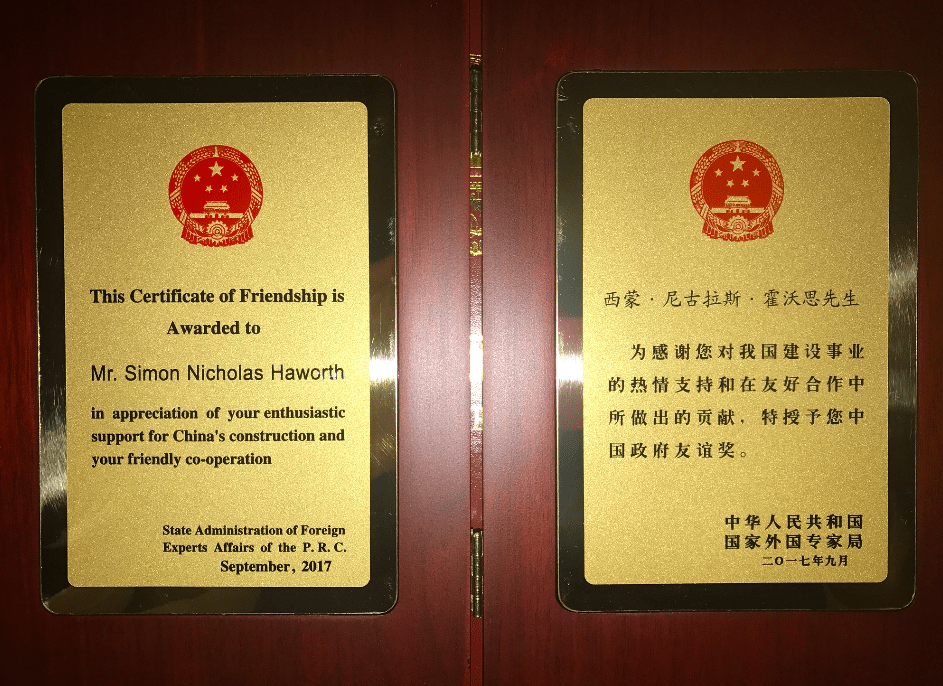 This Certificate of Friendship is
Awarded to
Mr. Simon Nicholas Haworth
in appreciation of your enthusiastic
support for China's construction and
your friendly co-operation
State Administration of Foreign
Experts Affairs of the P. R. C.
September, 2017
西蒙·尼古拉斯·霍沃思先生
为感谢您对我国建设事业
的热情支持和在友好合作中
所做出的贡献，特授予您中
国政府友谊奖。
中华人民共和国
国家外国专家局
二〇一七年九月